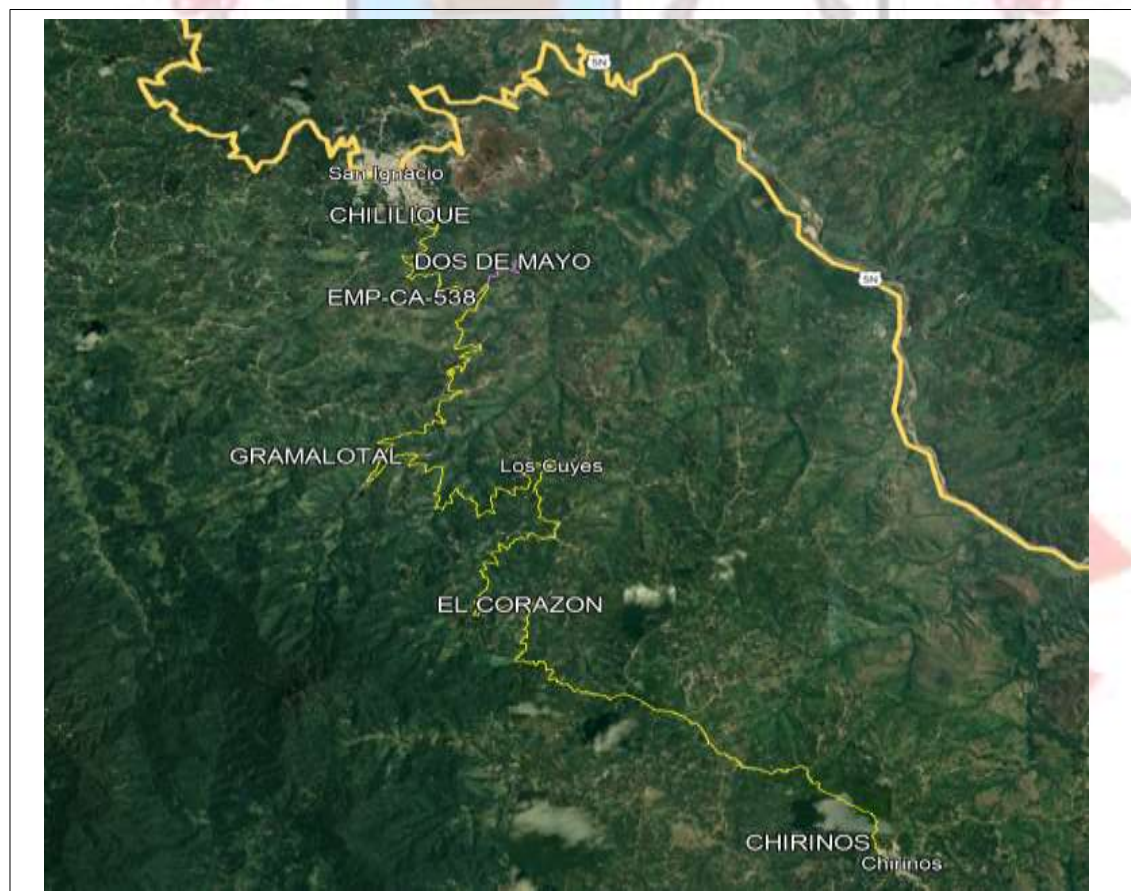 5N
San Ignacio
CHILILIQUE
DOS DE MAYO
5N
EMP-CA-538
GRAMALOTAL
Los Cuyes
EL CORAZON
CHIRINOS
Chirinos